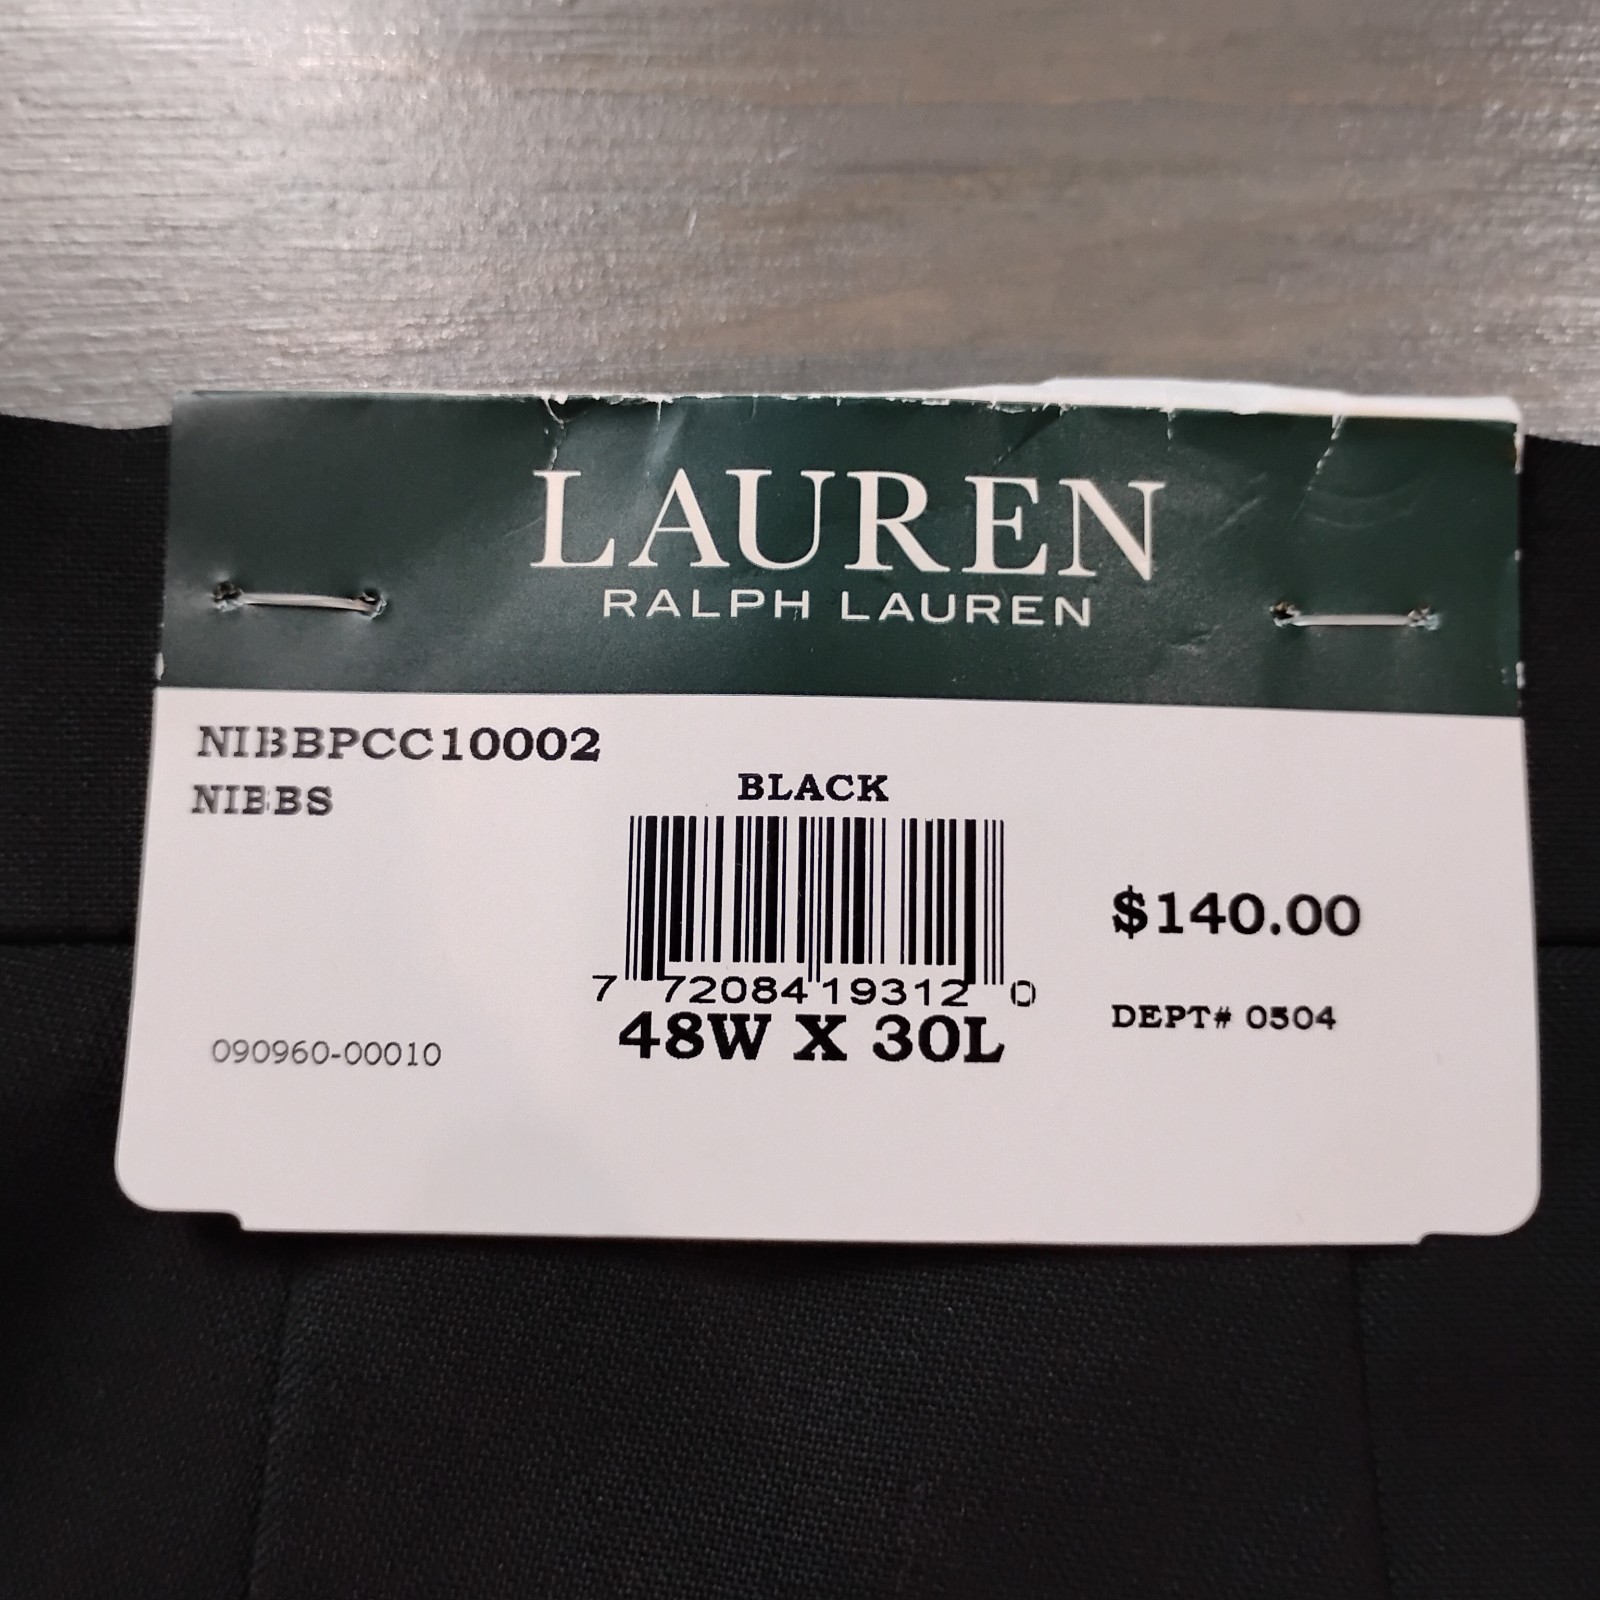 LAUREN
RALPH LAUREN
NIBBPCC10002
NIBBS
BLACK
$140.00
7 72084 19312 0
48W X 30L
DEPT# 0504
090960-00010